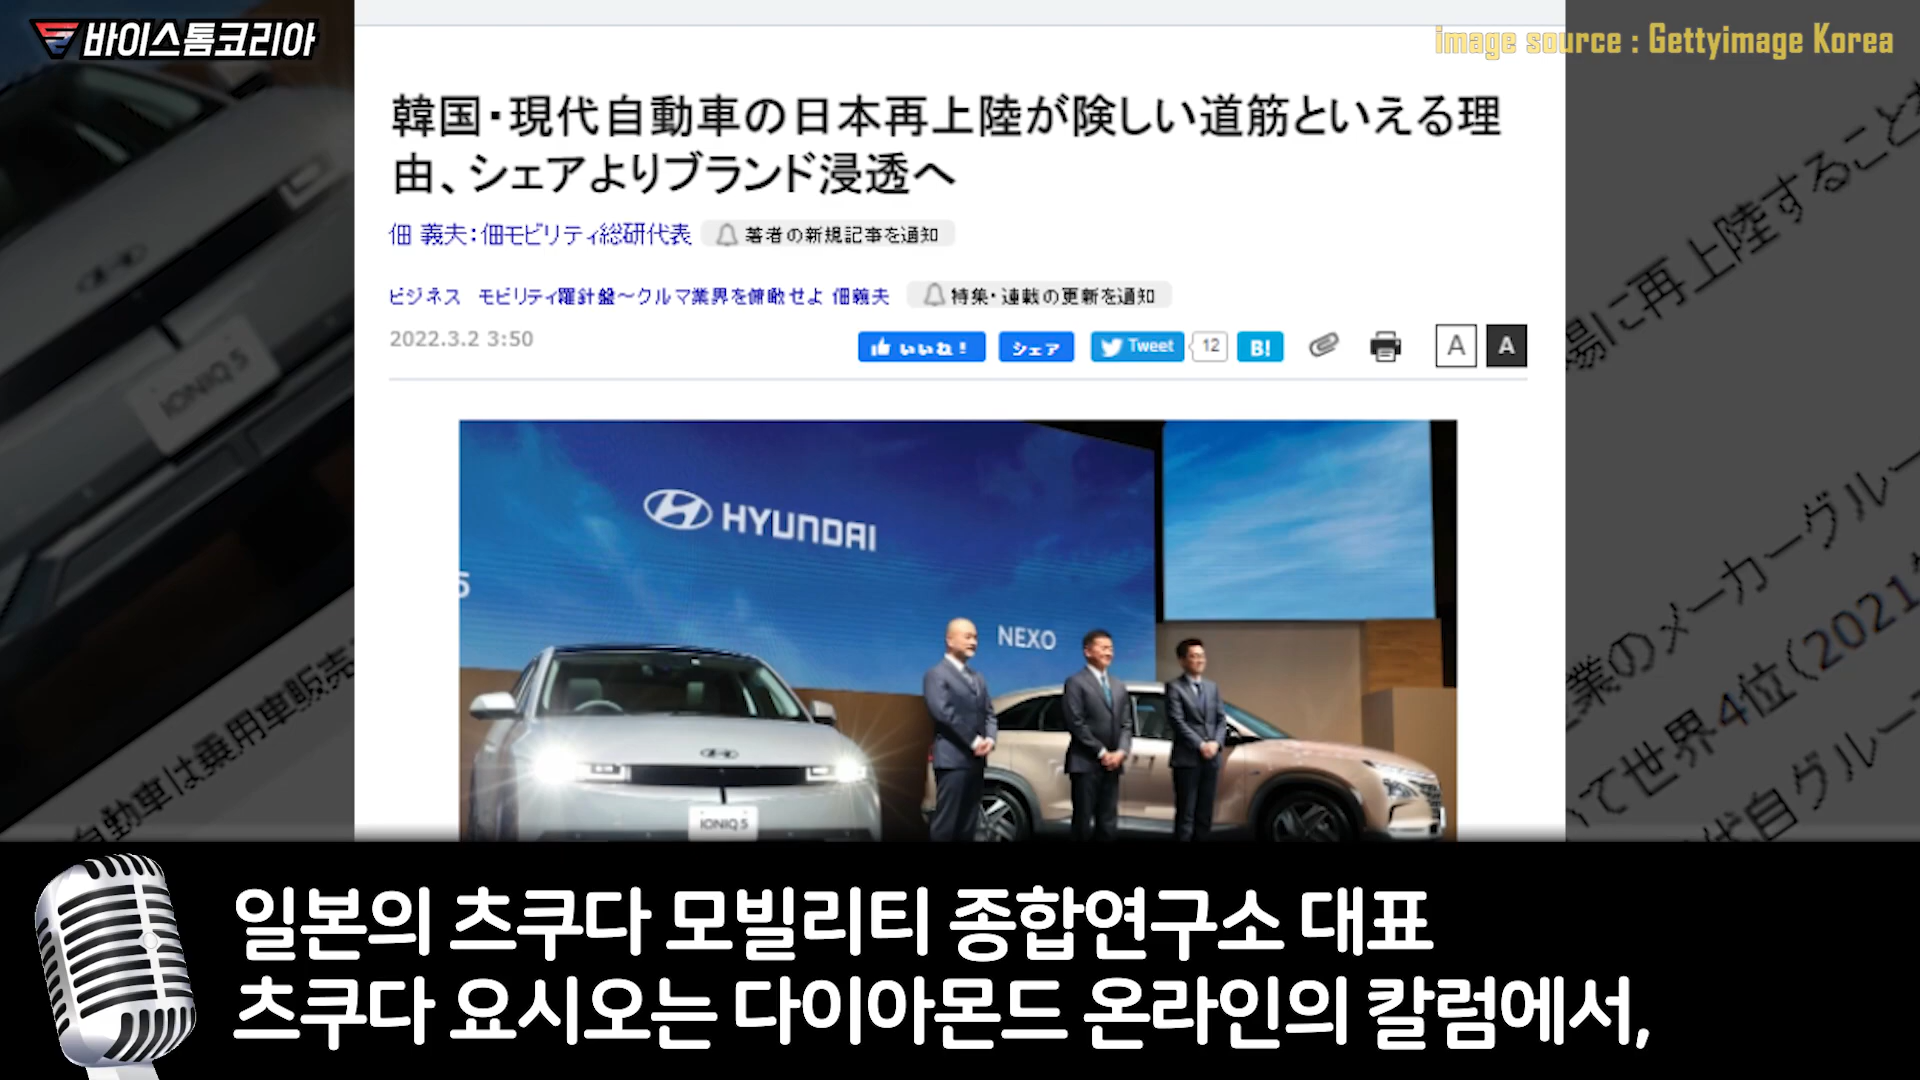 바이스톰코리아
image source : Gettyimage Korea
韓国・現代自動車の日本再上陸が険しい道筋といえる理
由、シェアよりブランド浸透へ
佃 義夫：佃モビリティ総研代表 著者の新規記事を通知
ビジネス モビリティ羅針盤～クルマ業界を俯瞰せよ 佃義夫 特集・連載の更新を通知
2022.3.2 3:50
いいね！ シェア Tweet 12 B! A A
HYUNDAI
5
NEXO
IONIQ 5
IONIQ 5
場に再上陸すること
業のメーカーグルー
て世界4位(2021
代自グルー
自動車は乗用車販売
일본의 츠쿠다 모빌리티 종합연구소 대표
츠쿠다 요시오는 다이아몬드 온라인의 칼럼에서,